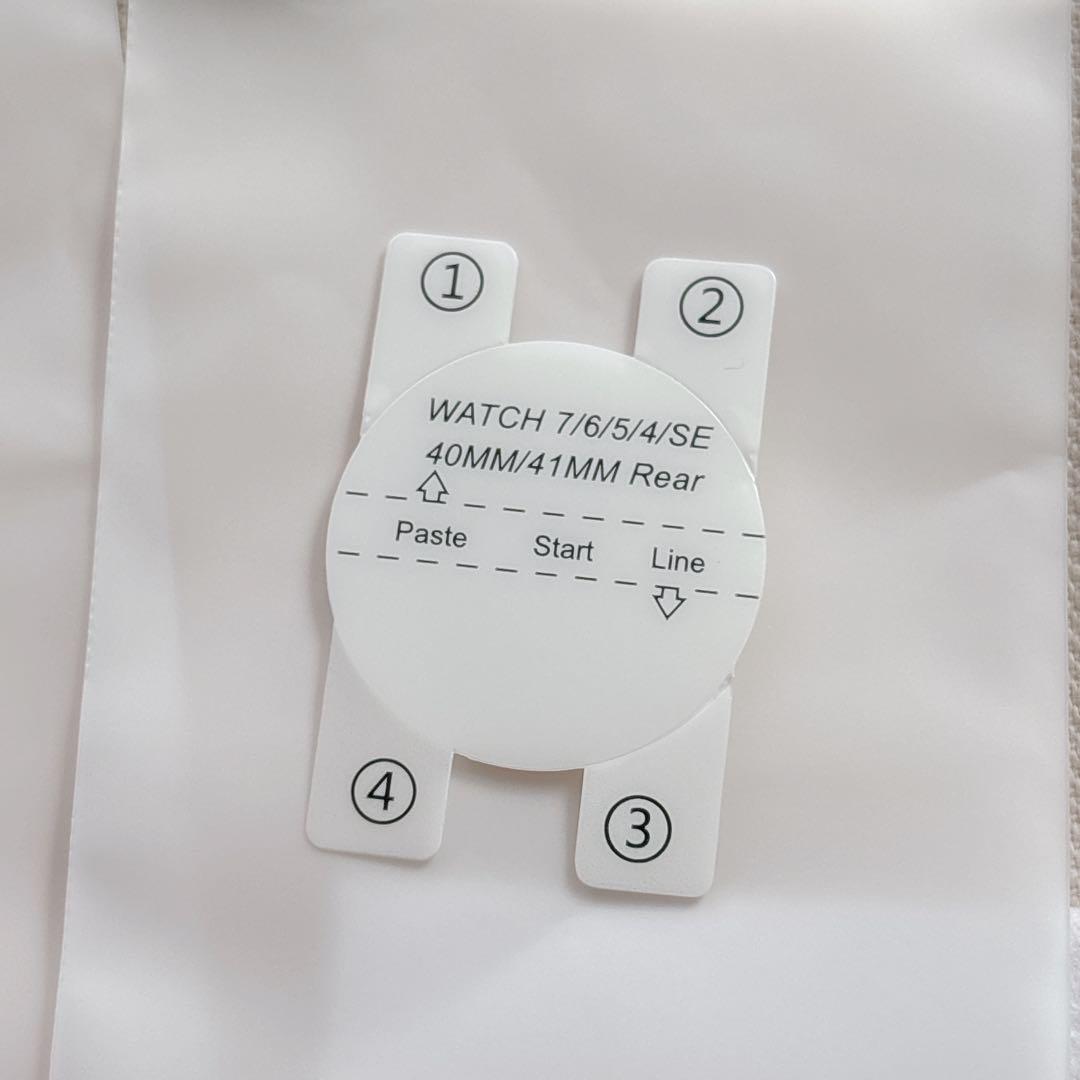 ①
②
WATCH 7/6/5/4/SE
40MM/41MM Rear
Paste Start Line
④
③